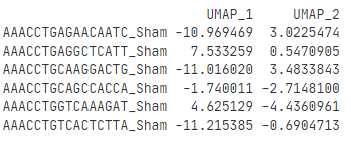 UMAP_1 UMAP_2
AAACCTGAGAACAATC_Sham -10.969469 3.0225474
AAACCTGAGGCTCATT_Sham 7.533259 0.5470905
AAACCTGCAAGGACTG_Sham -11.016020 3.4833843
AAACCTGCAGCCACCA_Sham -1.740011 -2.7148100
AAACCTGGTCAAAGAT_Sham 4.625129 -4.4360961
AAACCTGTCACTCTTA_Sham -11.215385 -0.6904713